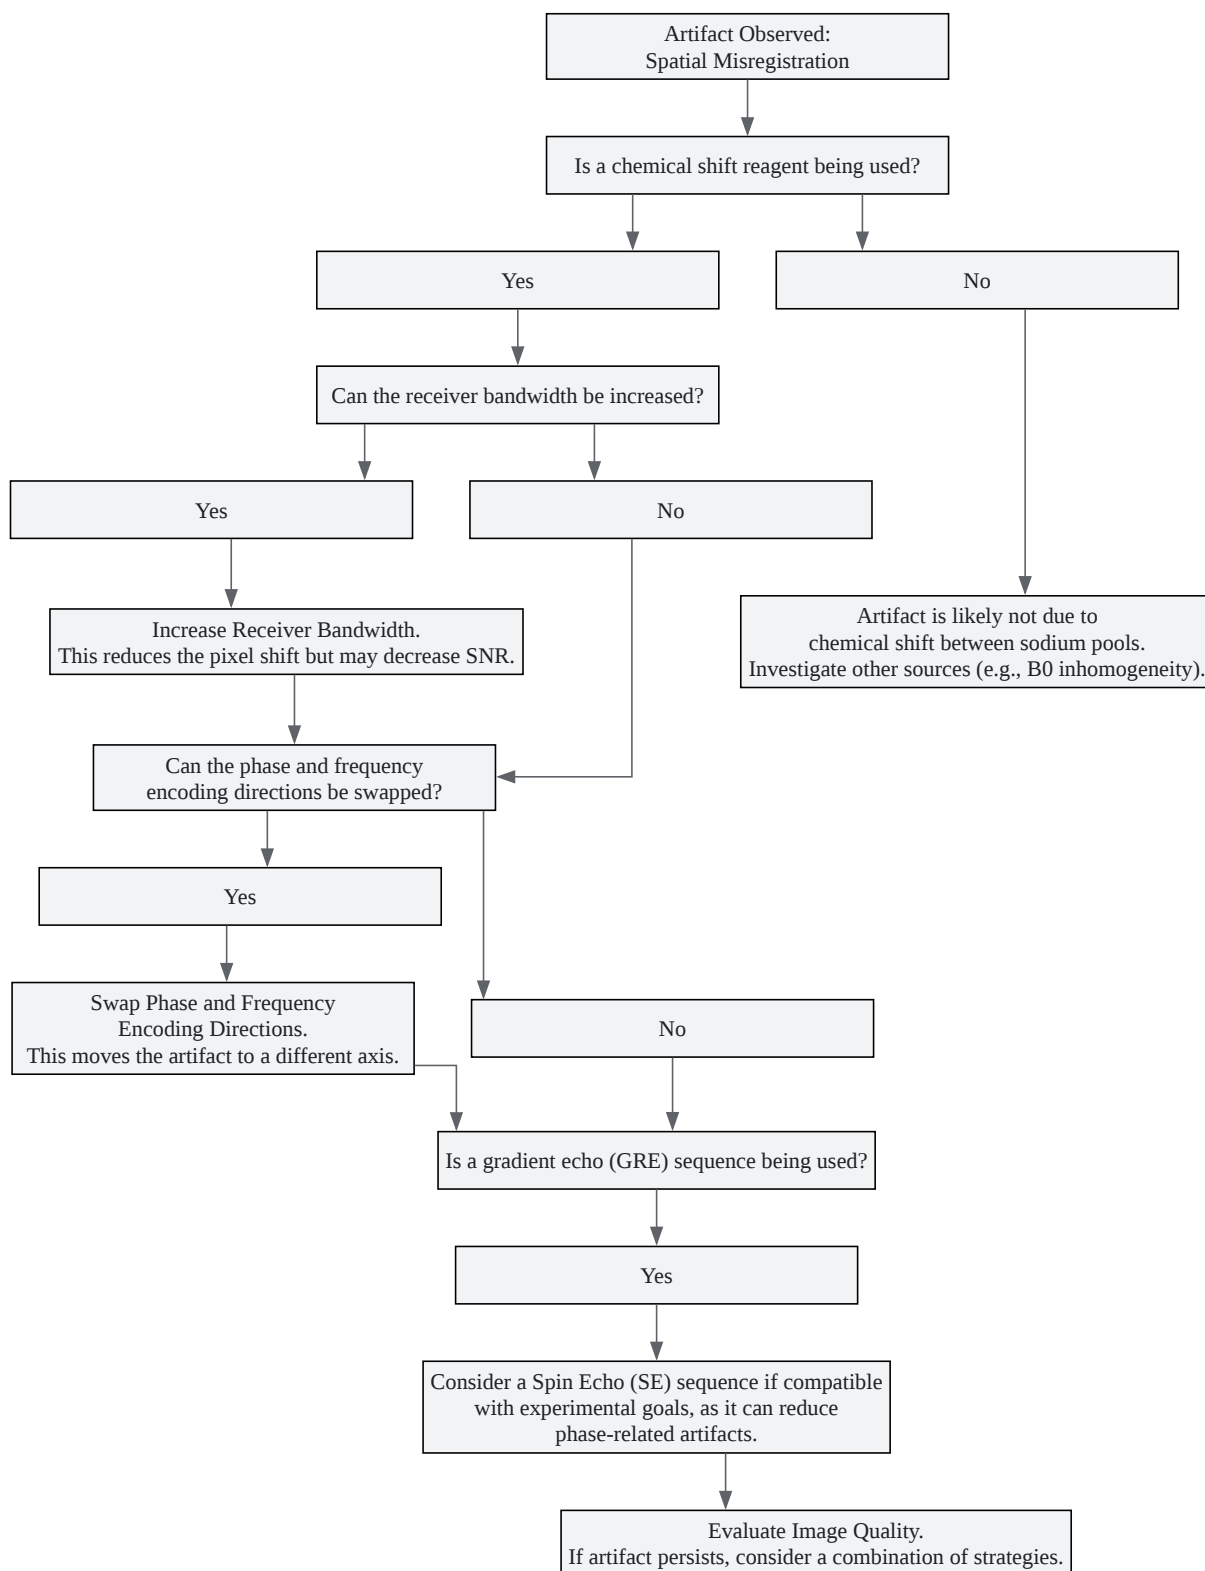 Artifact Observed:
Spatial Misregistration
Is a chemical shift reagent being used?
Yes
No
Can the receiver bandwidth be increased?
Yes
No
Increase Receiver Bandwidth.
This reduces the pixel shift but may decrease SNR.
Artifact is likely not due to
chemical shift between sodium pools.
Investigate other sources (e.g., B0 inhomogeneity).
Can the phase and frequency
encoding directions be swapped?
Yes
Swap Phase and Frequency
Encoding Directions.
This moves the artifact to a different axis.
No
Is a gradient echo (GRE) sequence being used?
Yes
Consider a Spin Echo (SE) sequence if compatible
with experimental goals, as it can reduce
phase-related artifacts.
Evaluate Image Quality.
If artifact persists, consider a combination of strategies.